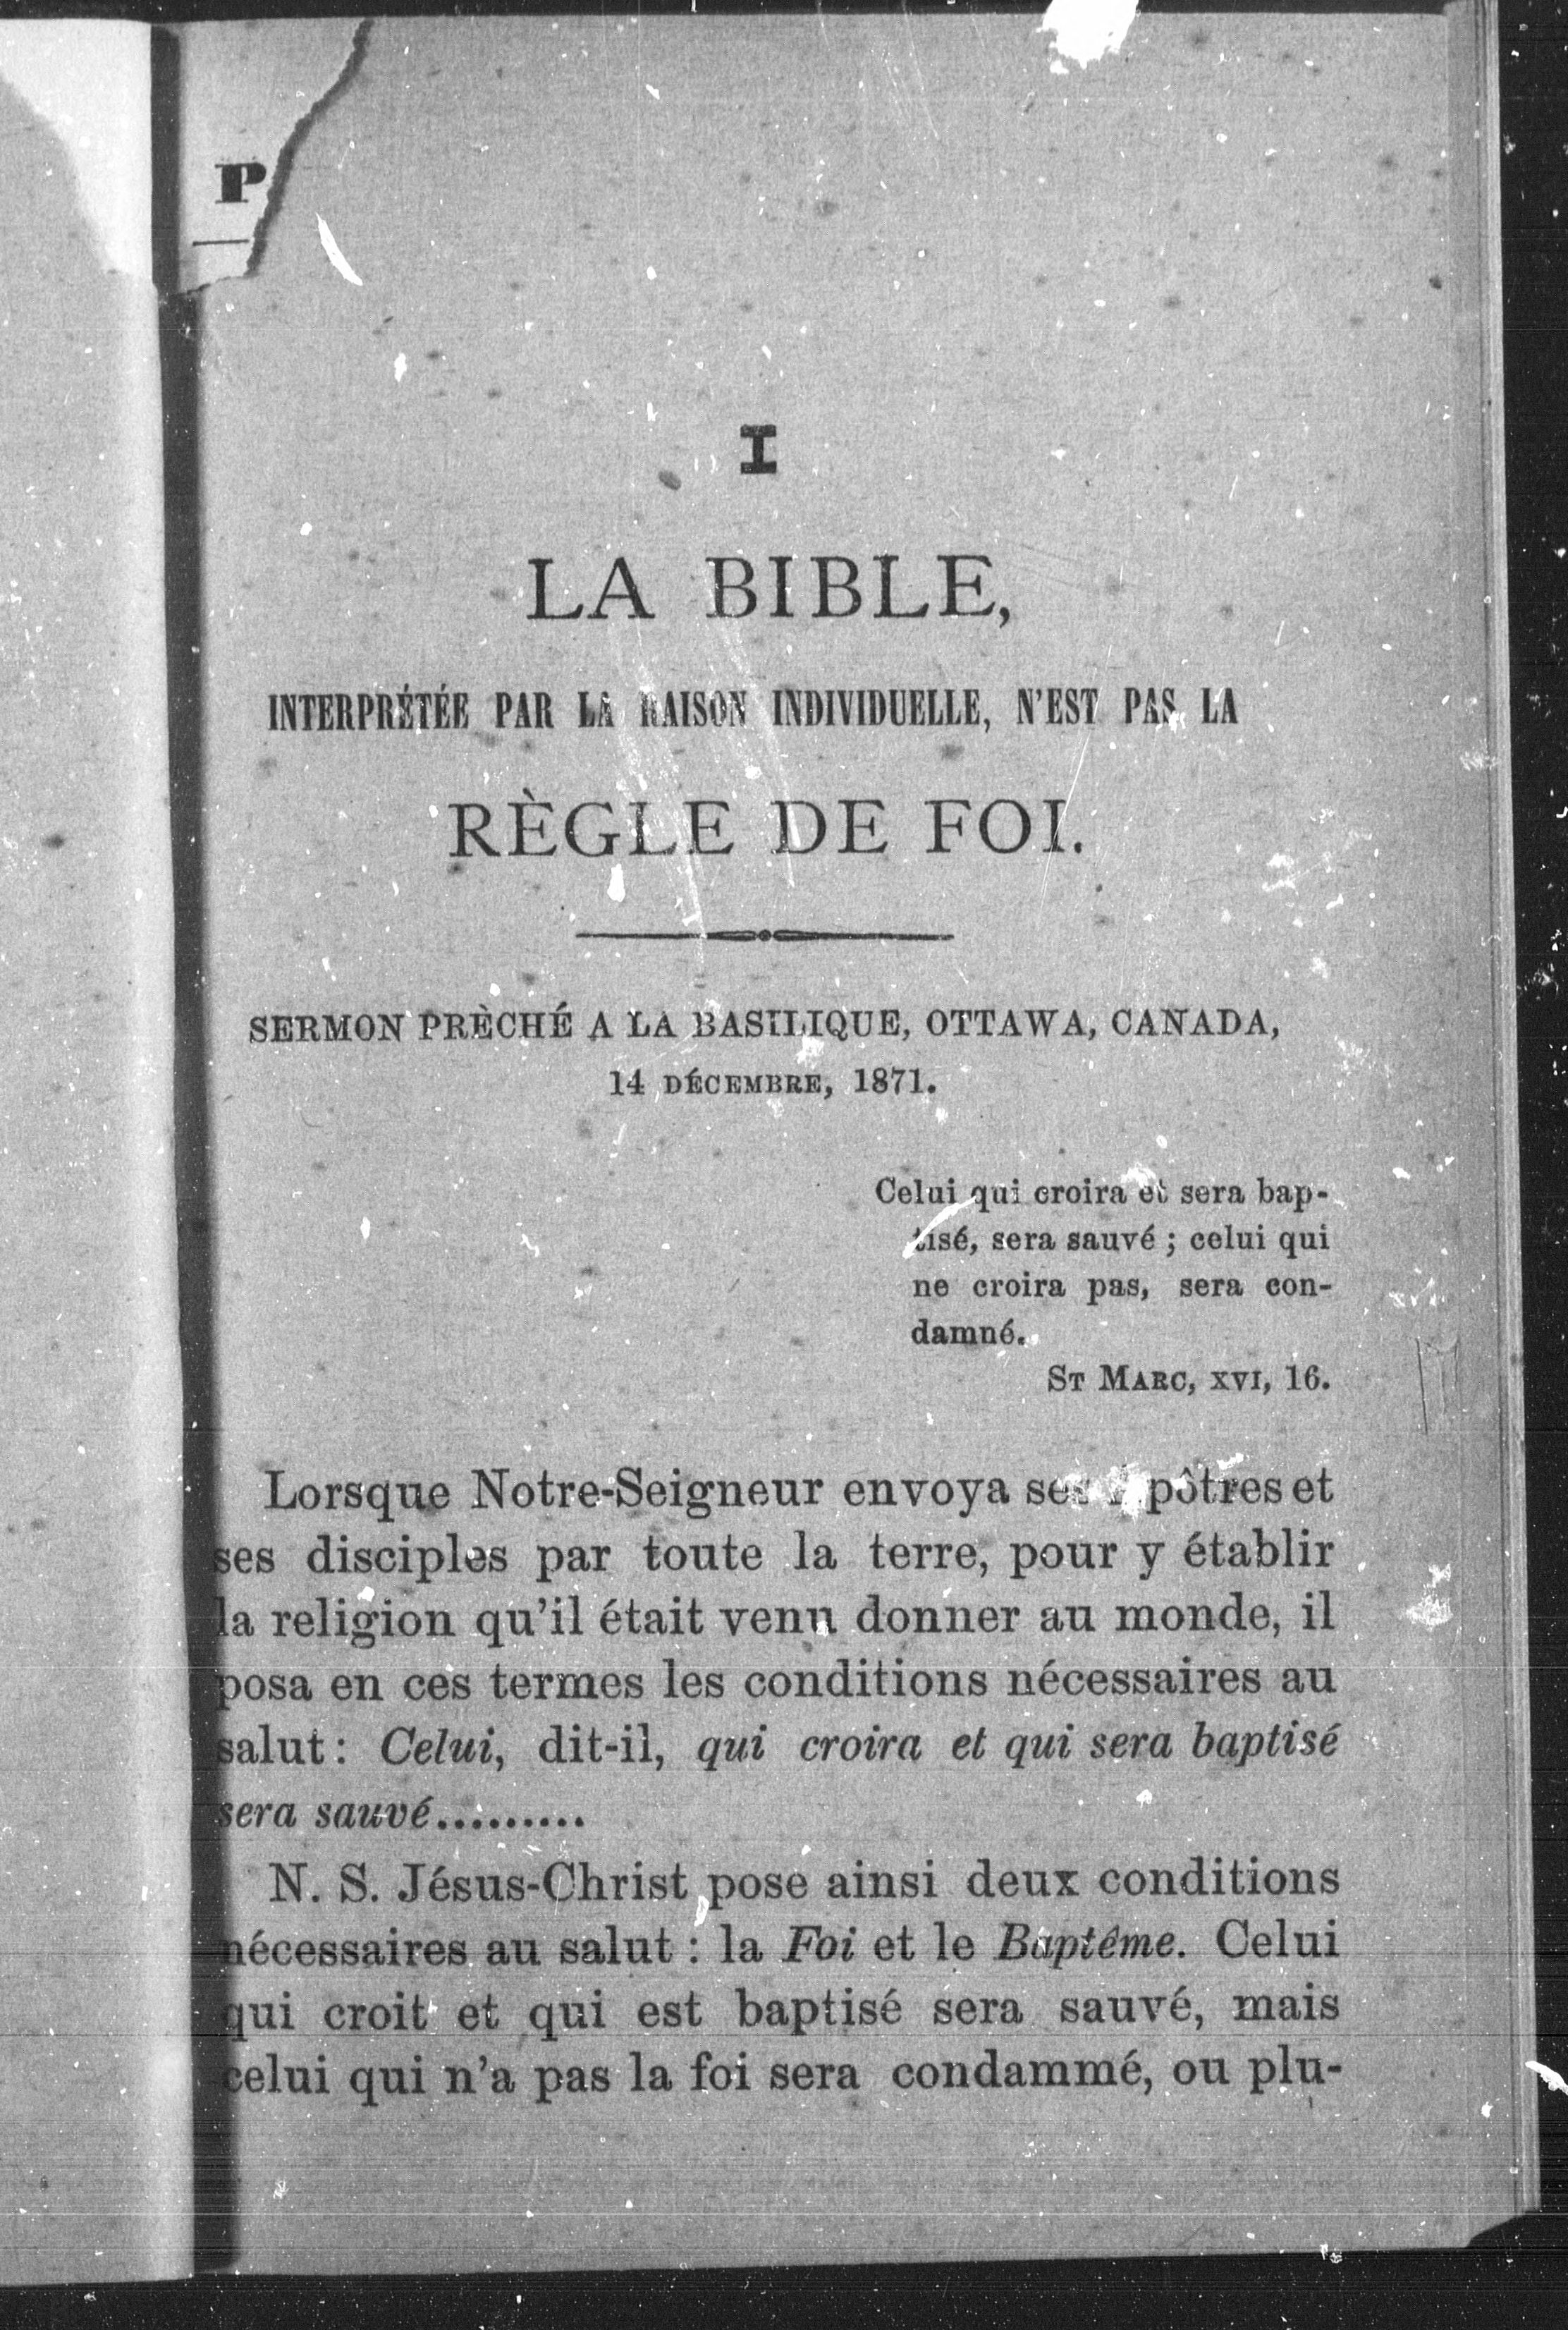 P
I
LA BIBLE,
INTERPRÉTÉE PAR LA RAISON INDIVIDUELLE, N'EST PAS LA
RÈGLE DE FOI.
SERMON PRÈCHÉ A LA BASILIQUE, OTTAWA, CANADA,
14 DÉCEMBRE, 1871.
Celui qui croira et sera bap-
tisé, sera sauvé ; celui qui
ne croira pas, sera con-
damné.
ST MARC, XVI, 16.
Lorsque Notre-Seigneur envoya ses Apôtres et
ses disciples par toute la terre, pour y établir
la religion qu'il était venu donner au monde, il
posa en ces termes les conditions nécessaires au
salut : Celui, dit-il, qui croira et qui sera baptisé
sera sauvé.........
N. S. Jésus-Christ pose ainsi deux conditions
nécessaires au salut : la Foi et le Baptême. Celui
qui croit et qui est baptisé sera sauvé, mais
celui qui n'a pas la foi sera condammé, ou plu-